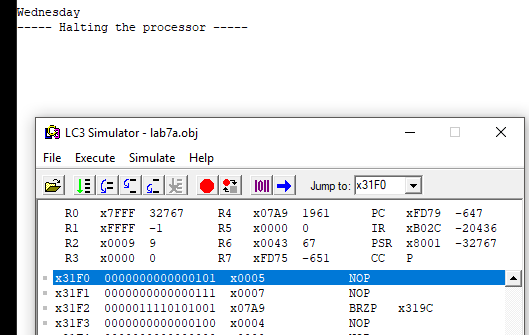 Wednesday
----- Halting the processor -----
LC3 Simulator - lab7a.obj
File Execute Simulate Help
Jump to: x31F0
R0 x7FFF 32767 R4 x07A9 1961 PC xFD79 -647
R1 xFFFF -1 R5 x0000 0 IR xB02C -20436
R2 x0009 9 R6 x0043 67 PSR x8001 -32767
R3 x0000 0 R7 xFD75 -651 CC P
x31F0 0000000000000101 x0005 NOP
x31F1 0000000000000111 x0007 NOP
x31F2 0000011110101001 x07A9 BRZP x319C
x31F3 0000000000000100 x0004 NOP